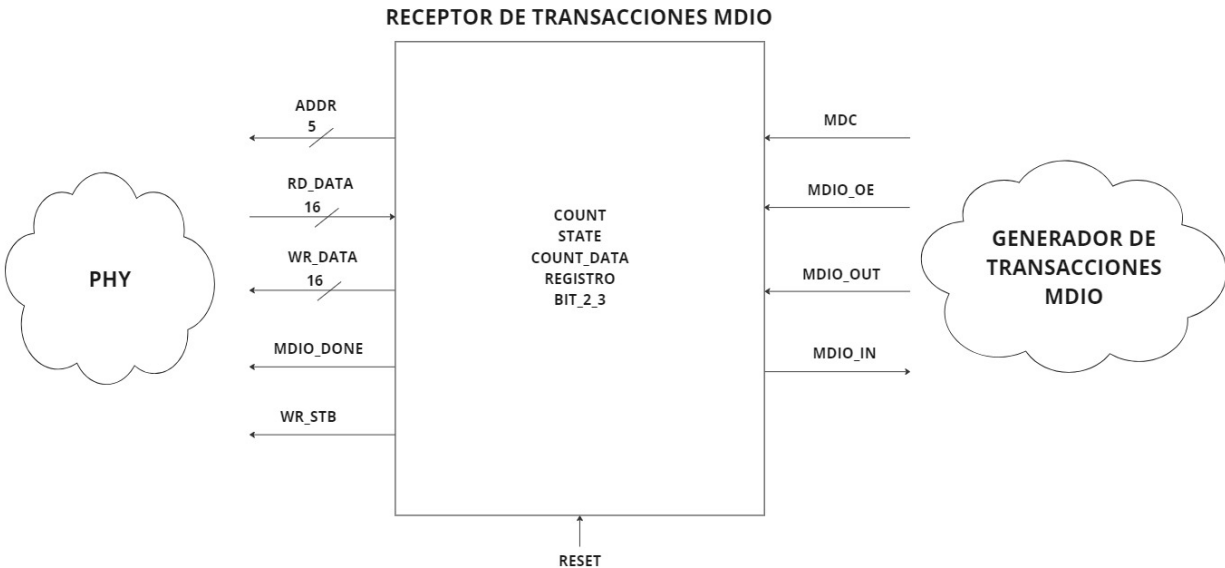 RECEPTOR DE TRANSACCIONES MDIO
ADDR
5
RD_DATA
16
WR_DATA
16
MDIO_DONE
WR_STB
PHY
COUNT
STATE
COUNT_DATA
REGISTRO
BIT_2_3
MDC
MDIO_OE
MDIO_OUT
MDIO_IN
GENERADOR DE
TRANSACCIONES
MDIO
RESET